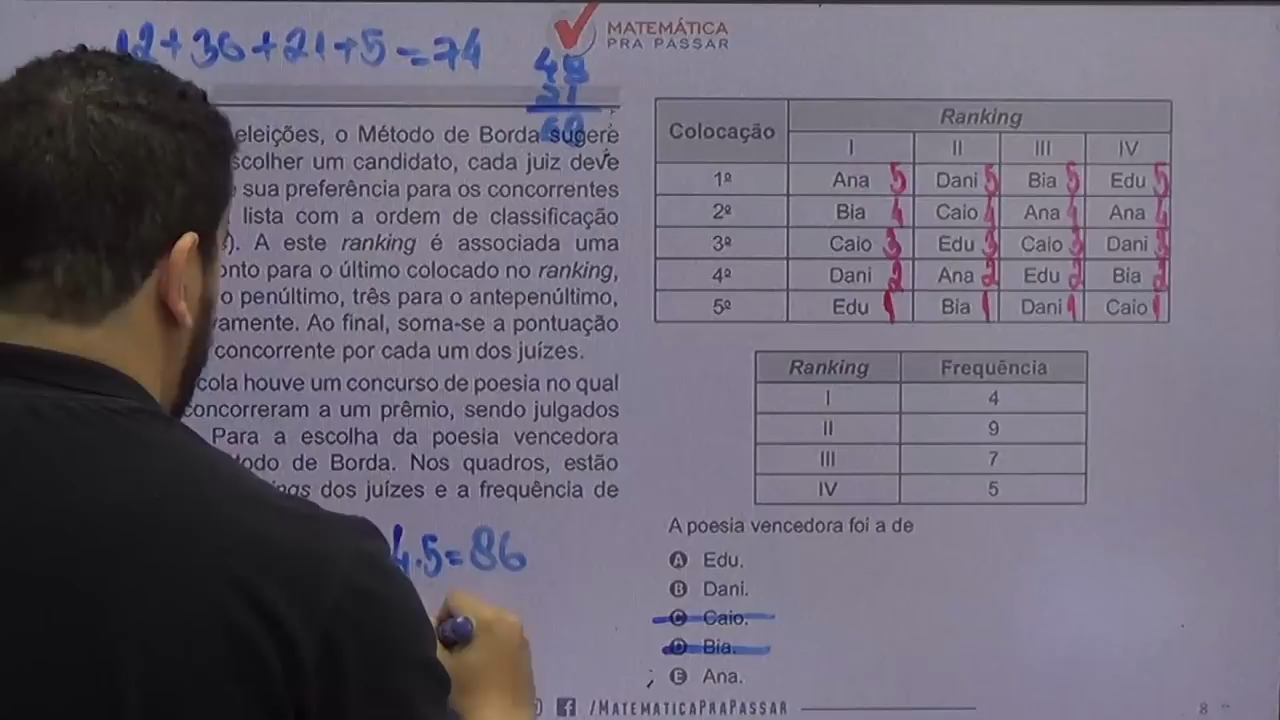 12+36+21+5=74
MATEMÁTICA
PRA PASSAR
48
21
69
eleições, o Método de Borda sugere
scolher um candidato, cada juiz deve
sua preferência para os concorrentes
lista com a ordem de classificação
). A este ranking é associada uma
onto para o último colocado no ranking,
o penúltimo, três para o antepenúltimo,
vamente. Ao final, soma-se a pontuação
concorrente por cada um dos juízes.
cola houve um concurso de poesia no qual
concorreram a um prêmio, sendo julgados
Para a escolha da poesia vencedora
todo de Borda. Nos quadros, estão
dos juízes e a frequência de
4.5=86
Colocação Ranking
I II III IV
1º Ana 5 Dani 5 Bia 5 Edu 5
2º Bia 4 Caio 4 Ana 4 Ana 4
3º Caio 3 Edu 3 Caio 3 Dani 3
4º Dani 2 Ana 2 Edu 2 Bia 2
5º Edu 1 Bia 1 Dani 1 Caio 1
Ranking Frequência
I 4
II 9
III 7
IV 5
A poesia vencedora foi a de
A Edu.
B Dani.
C Caio.
D Bia.
E Ana.
/MATEMATICAPRAPASSAR
8